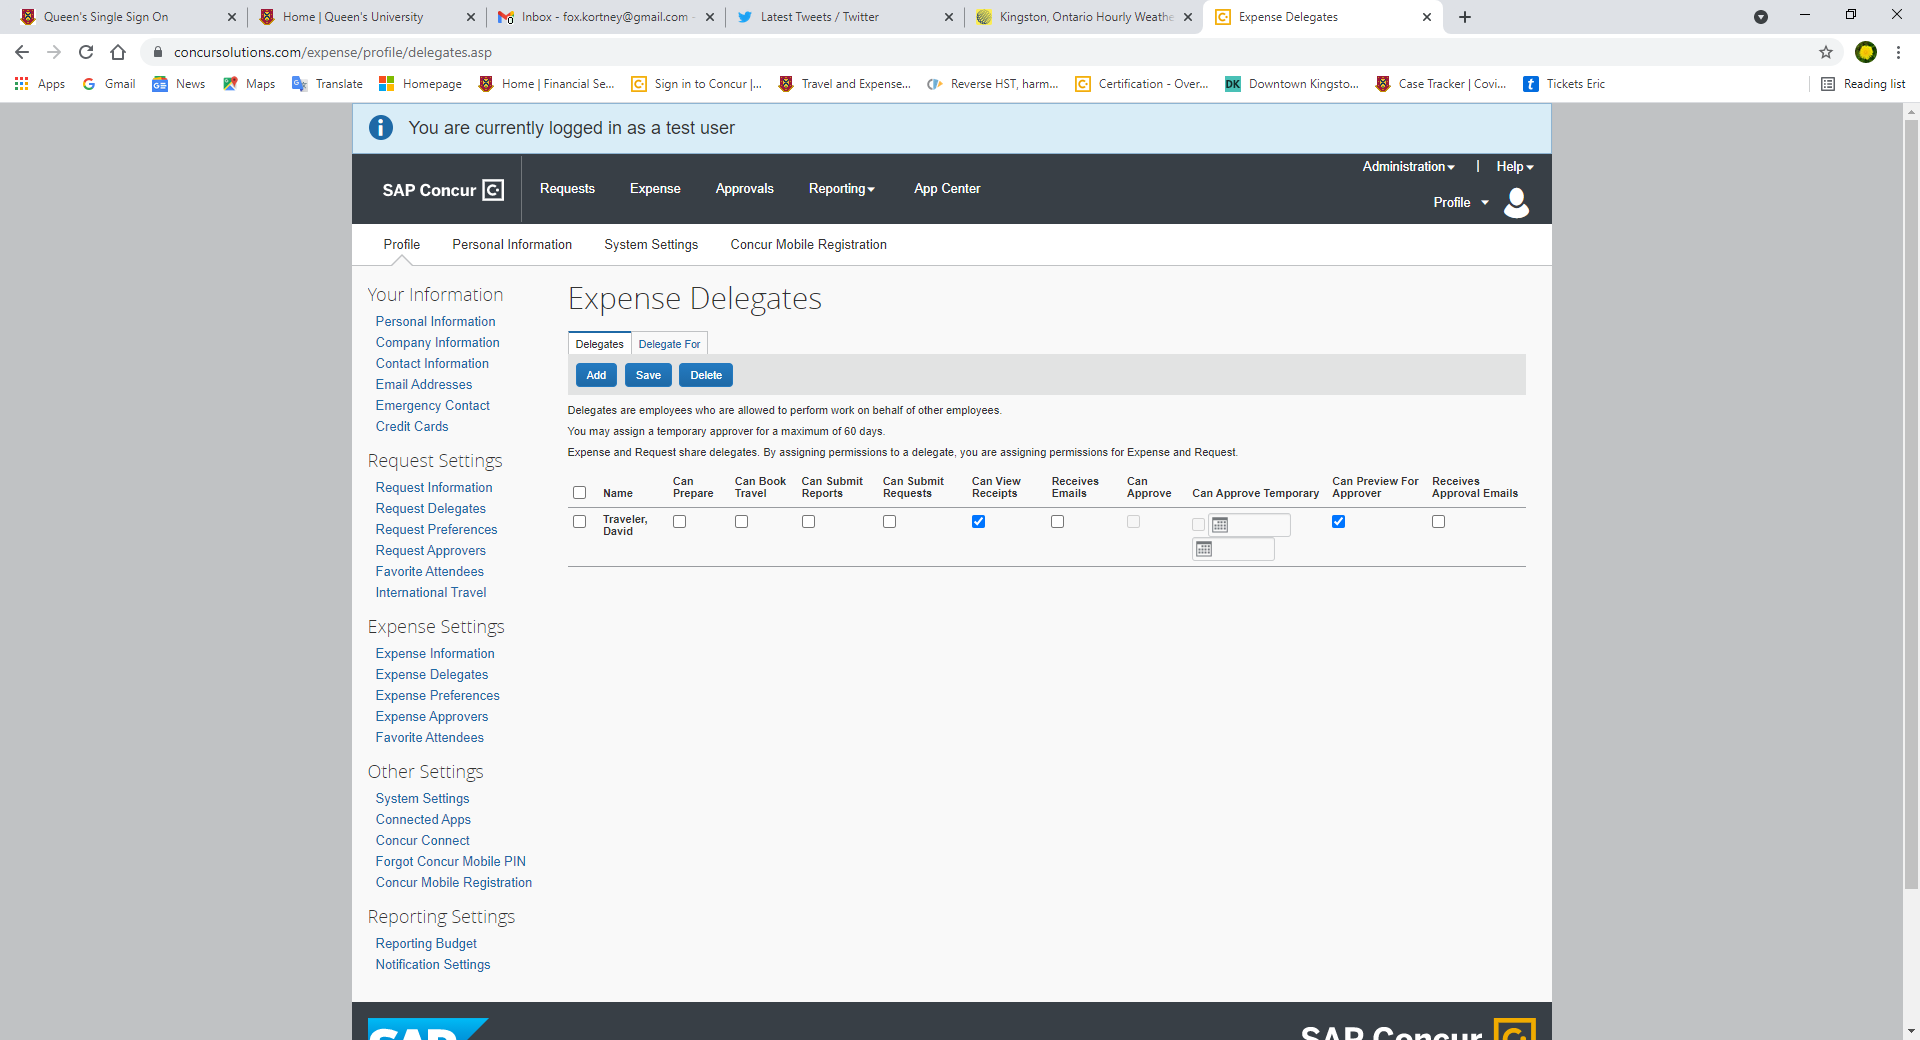 Queen's Single Sign On
Home | Queen's University
Inbox - fox.kortney@gmail.com -
Latest Tweets / Twitter
Kingston, Ontario Hourly Weathe
Expense Delegates
concursolutions.com/expense/profile/delegates.asp
Apps
Gmail
News
Maps
Translate
Homepage
Home | Financial Se...
Sign in to Concur |...
Travel and Expense...
Reverse HST, harm...
Certification - Over...
DK Downtown Kingsto...
Case Tracker | Covi...
t Tickets Eric
Reading list
You are currently logged in as a test user
Administration | Help
SAP Concur C
Requests
Expense
Approvals
Reporting
App Center
Profile
Profile
Personal Information
System Settings
Concur Mobile Registration
Your Information
Personal Information
Company Information
Contact Information
Email Addresses
Emergency Contact
Credit Cards
Request Settings
Request Information
Request Delegates
Request Preferences
Request Approvers
Favorite Attendees
International Travel
Expense Settings
Expense Information
Expense Delegates
Expense Preferences
Expense Approvers
Favorite Attendees
Other Settings
System Settings
Connected Apps
Concur Connect
Forgot Concur Mobile PIN
Concur Mobile Registration
Reporting Settings
Reporting Budget
Notification Settings
Expense Delegates
Delegates
Delegate For
Add
Save
Delete
Delegates are employees who are allowed to perform work on behalf of other employees.
You may assign a temporary approver for a maximum of 60 days.
Expense and Request share delegates. By assigning permissions to a delegate, you are assigning permissions for Expense and Request.
Name
Can
Prepare
Can Book
Travel
Can Submit
Reports
Can Submit
Requests
Can View
Receipts
Receives
Emails
Can
Approve
Can Approve Temporary
Can Preview For
Approver
Receives
Approval Emails
Traveler,
David
SAP
SAP Concur C